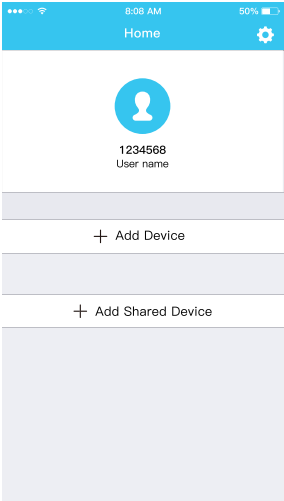 8:08 AM 50%
Home
1234568
User name
Add Device
Add Shared Device